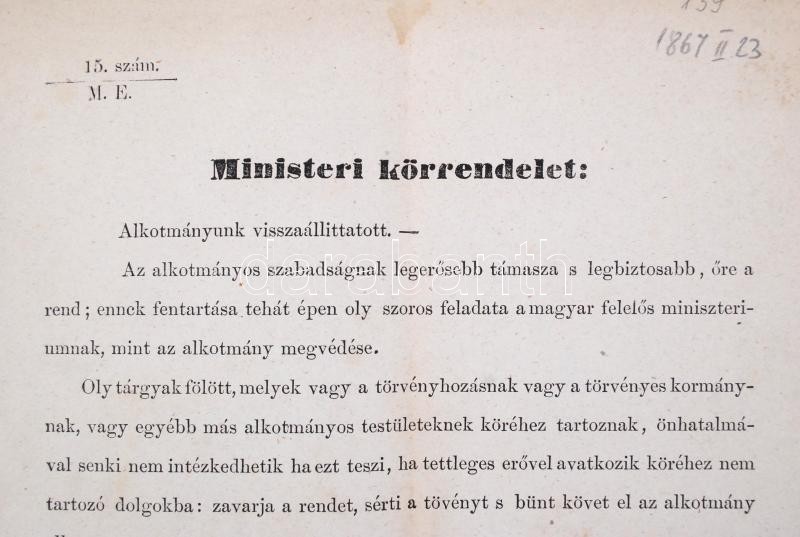 139
1867 II 23
15. szám.
M. E.
Ministeri körrendelet:
Alkotmányunk visszaállittatott. —
Az alkotmányos szabadságnak legerősebb támasza s legbiztosabb, őre a
rend; ennek fentartása tehát épen oly szoros feladata a magyar felelős miniszteri-
umnak, mint az alkotmány megvédése.
Oly tárgyak fölött, melyek vagy a törvényhozásnak vagy a törvényes kormány-
nak, vagy egyébb más alkotmányos testületeknek köréhez tartoznak, önhatalmá-
val senki nem intézkedhetik ha ezt teszi, ha tettleges erővel avatkozik köréhez nem
tartozó dolgokba: zavarja a rendet, sérti a tövényt s bünt követ el az alkotmány
darabanth